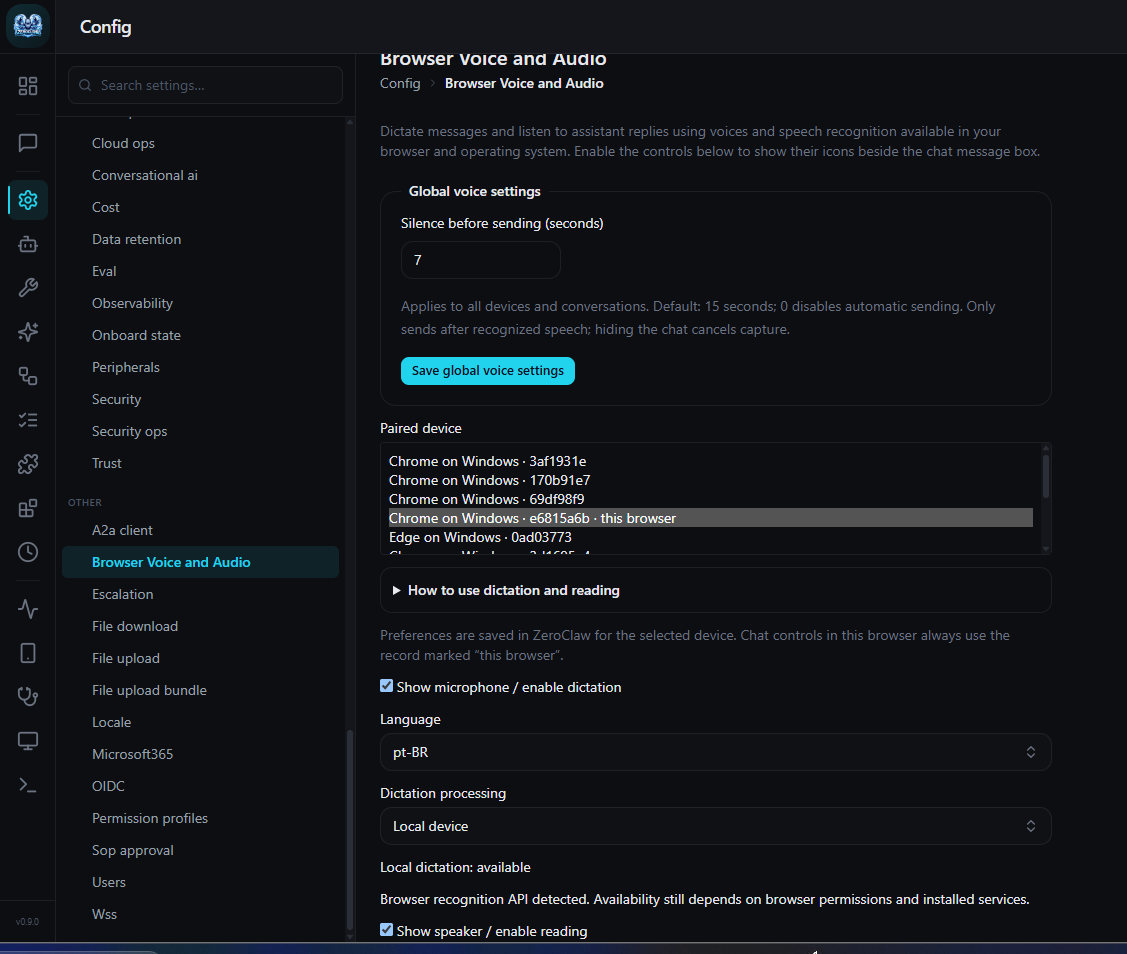 Config
Search settings...
Cloud ops
Conversational ai
Cost
Data retention
Eval
Observability
Onboard state
Peripherals
Security
Security ops
Trust
OTHER
A2a client
Browser Voice and Audio
Escalation
File download
File upload
File upload bundle
Locale
Microsoft365
OIDC
Permission profiles
Sop approval
Users
Wss
v0.9.0
Browser Voice and Audio
Config > Browser Voice and Audio
Dictate messages and listen to assistant replies using voices and speech recognition available in your
browser and operating system. Enable the controls below to show their icons beside the chat message box.
Global voice settings
Silence before sending (seconds)
7
Applies to all devices and conversations. Default: 15 seconds; 0 disables automatic sending. Only
sends after recognized speech; hiding the chat cancels capture.
Save global voice settings
Paired device
Chrome on Windows · 3af1931e
Chrome on Windows · 170b91e7
Chrome on Windows · 69df98f9
Chrome on Windows · e6815a6b · this browser
Edge on Windows · 0ad03773
How to use dictation and reading
Preferences are saved in ZeroClaw for the selected device. Chat controls in this browser always use the
record marked “this browser”.
Show microphone / enable dictation
Language
pt-BR
Dictation processing
Local device
Local dictation: available
Browser recognition API detected. Availability still depends on browser permissions and installed services.
Show speaker / enable reading